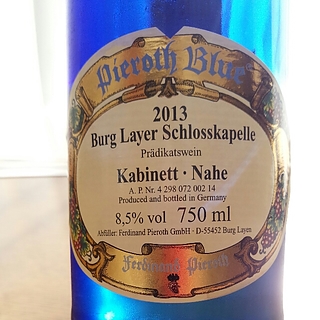 Pieroth Blue
2013
Burg Layer Schlosskapelle
Prädikatswein
Kabinett · Nahe
A. P. Nr. 4 298 072 002 14
Produced and bottled in Germany
8,5% vol 750 ml
Abfüller: Ferdinand Pieroth GmbH · D-55452 Burg Layen
Ferdinand Pieroth